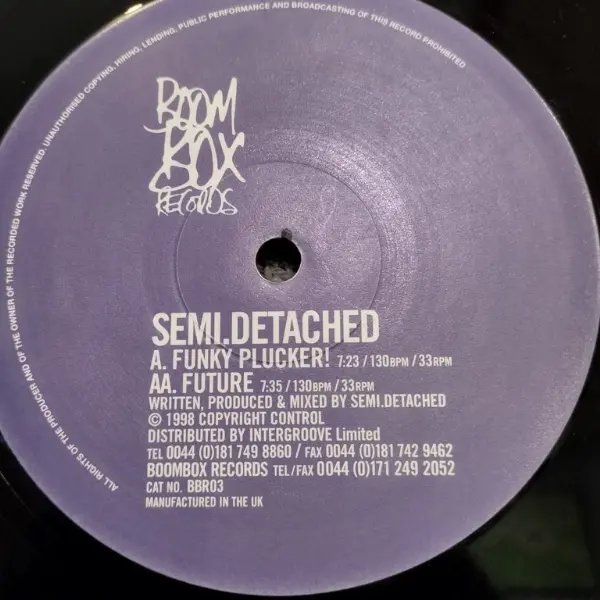 ALL RIGHTS OF THE PRODUCER AND OF THE OWNER OF THE RECORDED WORK RESERVED. UNAUTHORISED COPYING, HIRING, LENDING, PUBLIC PERFORMANCE AND BROADCASTING OF THIS RECORD PROHIBITED
BOOM
BOX
RECORDS
SEMI.DETACHED
A. FUNKY PLUCKER! 7:23 / 130BPM / 33RPM
AA. FUTURE 7:35 / 130BPM / 33RPM
WRITTEN, PRODUCED & MIXED BY SEMI.DETACHED
© 1998 COPYRIGHT CONTROL
DISTRIBUTED BY INTERGROOVE Limited
TEL 0044 (0)181 749 8860 / FAX 0044 (0)181 742 9462
BOOMBOX RECORDS TEL/FAX 0044 (0)171 249 2052
CAT NO. BBR03
MANUFACTURED IN THE UK